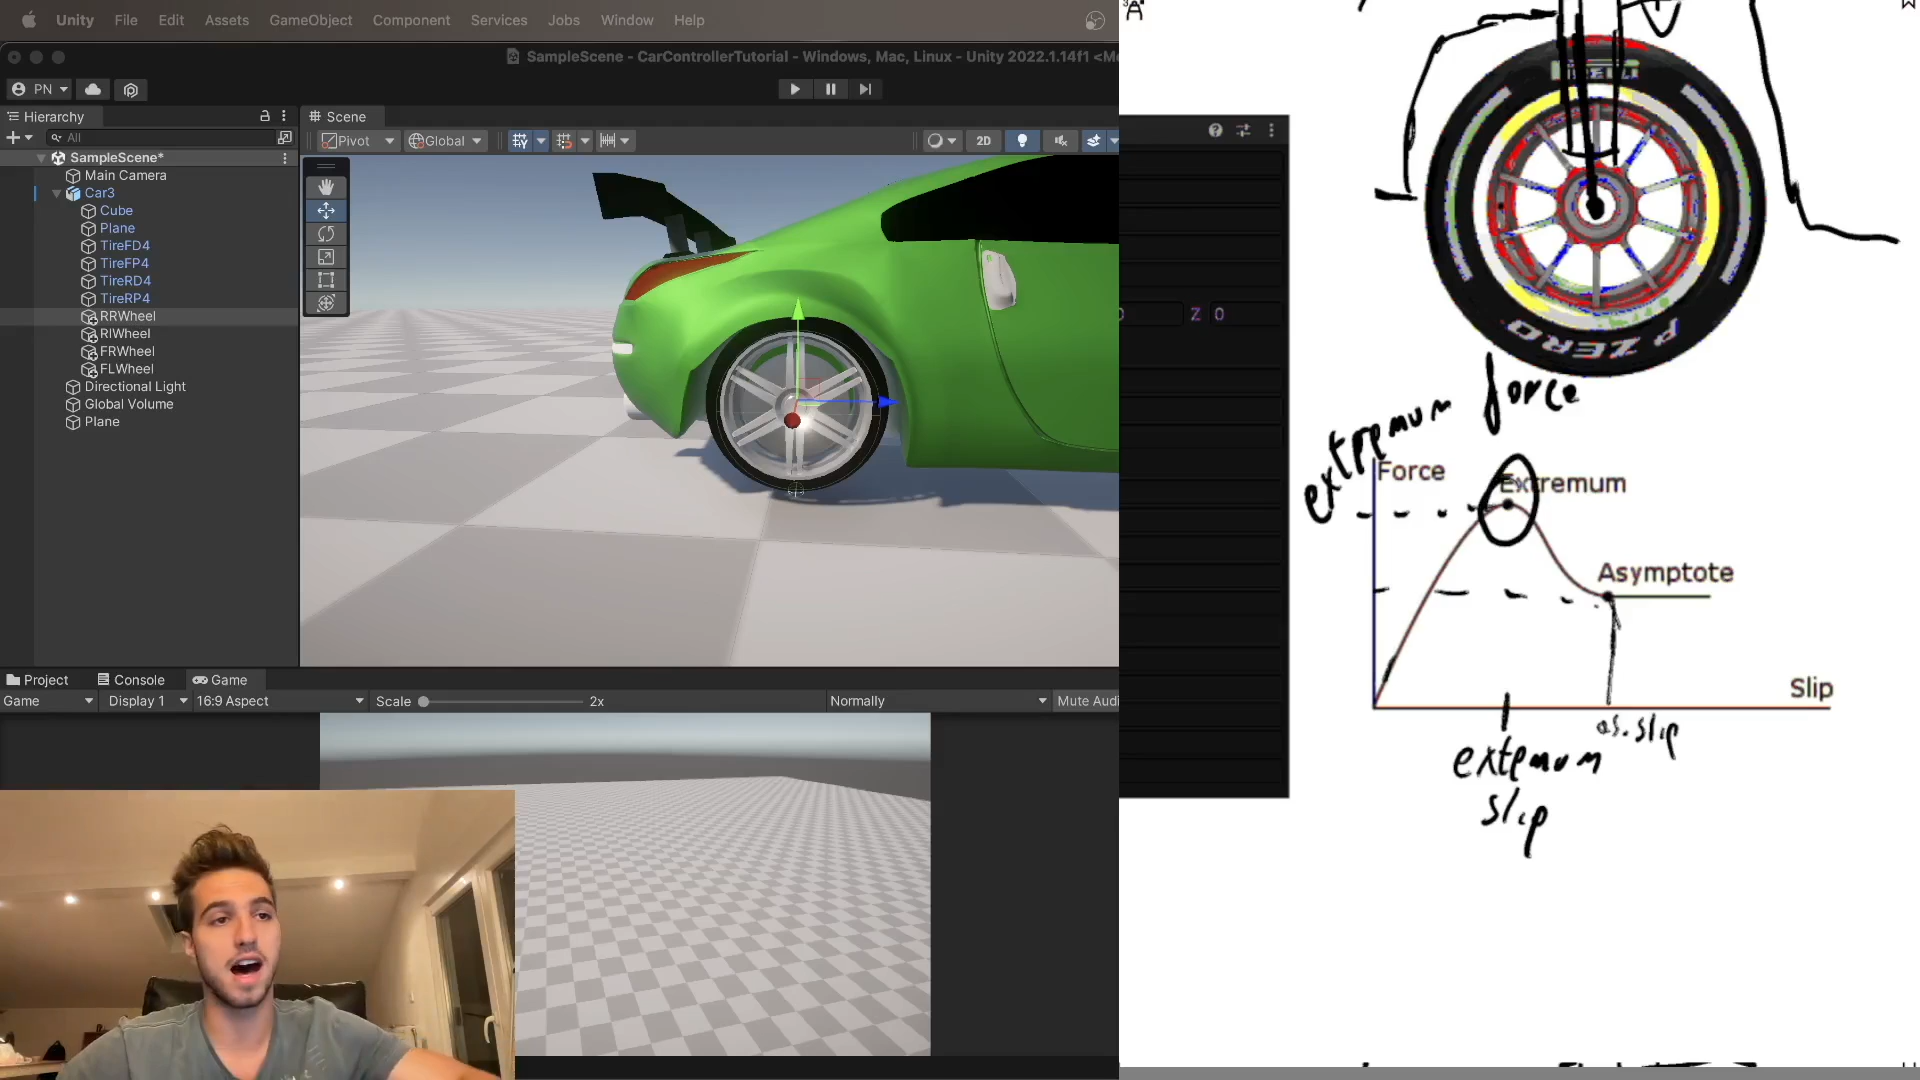 Unity File Edit Assets GameObject Component Services Jobs Window Help
SampleScene - CarControllerTutorial - Windows, Mac, Linux - Unity 2022.1.14f1 <M
PN
Hierarchy
All
SampleScene*
Main Camera
Car3
Cube
Plane
TireFD4
TireFP4
TireRD4
TireRP4
RRWheel
RlWheel
FRWheel
FLWheel
Directional Light
Global Volume
Plane
Scene
Pivot Global 2D
Project Console Game
Game Display 1 16:9 Aspect Scale 2x Normally Mute Audi
Z 0
PIRELLI
P ZERO
extremum force
Force
Extremum
Asymptote
Slip
as. slip
extemum
slip